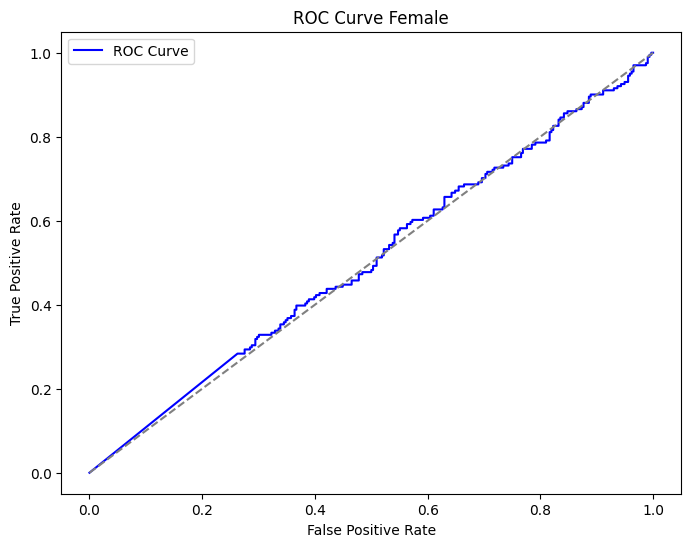 ROC Curve Female
ROC Curve
True Positive Rate
1.0
0.8
0.6
0.4
0.2
0.0
0.0 0.2 0.4 0.6 0.8 1.0
False Positive Rate